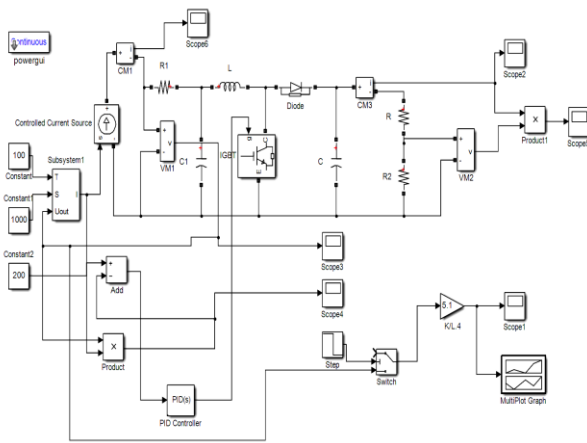 Continuous
powergui
CM1
i
Scope6
R1
L
Diode
CM3
i
Scope2
Controlled Current Source
VM1
v
C1
IGBT
g
C
E
C
R
R2
VM2
v
Product1
Scope5
100
Constant
Subsystem1
T
S
Uout
I
1000
Constant1
Constant2
200
Add
Product
PID(s)
PID Controller
Scope3
Scope4
Step
Switch
5.1
K/L.4
Scope1
MultiPlot Graph